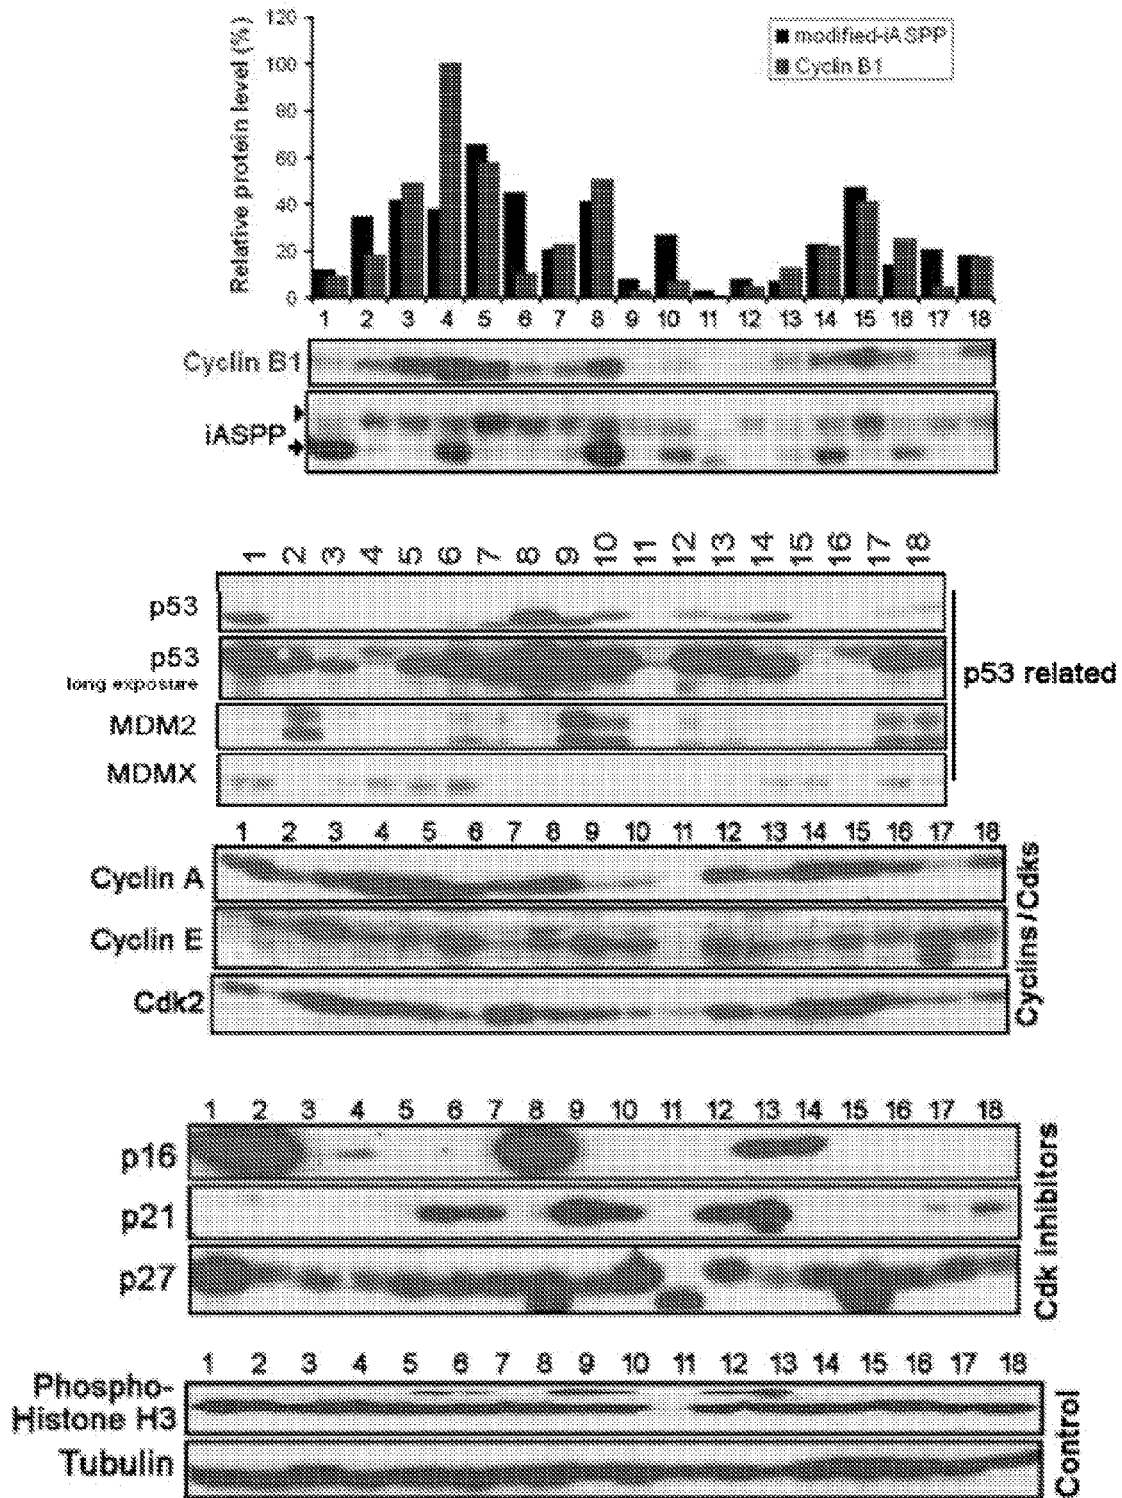 120
100
80
60
40
20
0
Relative protein level (%)
modified-iASPP
Cyclin B1
1 2 3 4 5 6 7 8 9 10 11 12 13 14 15 16 17 18
Cyclin B1
iASPP
1 2 3 4 5 6 7 8 9 10 11 12 13 14 15 16 17 18
p53
p53
long exposure
MDM2
MDMX
p53 related
1 2 3 4 5 6 7 8 9 10 11 12 13 14 15 16 17 18
Cyclin A
Cyclin E
Cdk2
Cyclins / Cdks
1 2 3 4 5 6 7 8 9 10 11 12 13 14 15 16 17 18
p16
p21
p27
Cdk inhibitors
1 2 3 4 5 6 7 8 9 10 11 12 13 14 15 16 17 18
Phospho-
Histone H3
Tubulin
Control